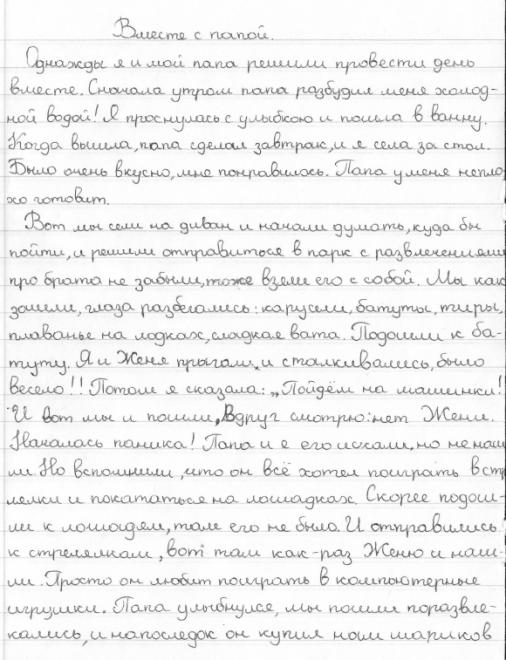 Вместе с папой.
Однажды я и мой папа решили провести день
вместе. Сначала утром папа разбудил меня холод-
ной водой! Я проснулась с улыбкою и пошла в ванну.
Когда вышла, папа сделал завтрак, и я села за стол.
Было очень вкусно, мне понравилось. Папа у меня непло
хо готовит.
Вот мы сели на диван и начали думать, куда бы
пойти, и решили отправиться в парк с развлечениями
про брата не забыли, тоже взели его с собой. Мы как
зашли, глаза разбегались: карусели, батуты, тиры,
плаванье на лодках, сладкая вата. Подошли к ба-
туту. Я и Женя прыгали и сталкивались, было
весело!! Потом я сказала: „Пойдём на машинки!
И вот мы и пошли, Вдруг смотрю: нет Жени.
Началась паника! Папа и я его искали, но не наш
ли. Но вспомнили, что он всё хотел поиграть в стр
лелки и покататься на лошадках. Скорее подош-
ли к лошадям, там его не было. И отправились
к стрелялкам, вот там как-раз Женю и наш-
ли. Просто он любит поиграть в компьютерные
игрушки. Папа улыбнулся, мы пошли поразвле-
кались, и напоследок он купил нам шариков